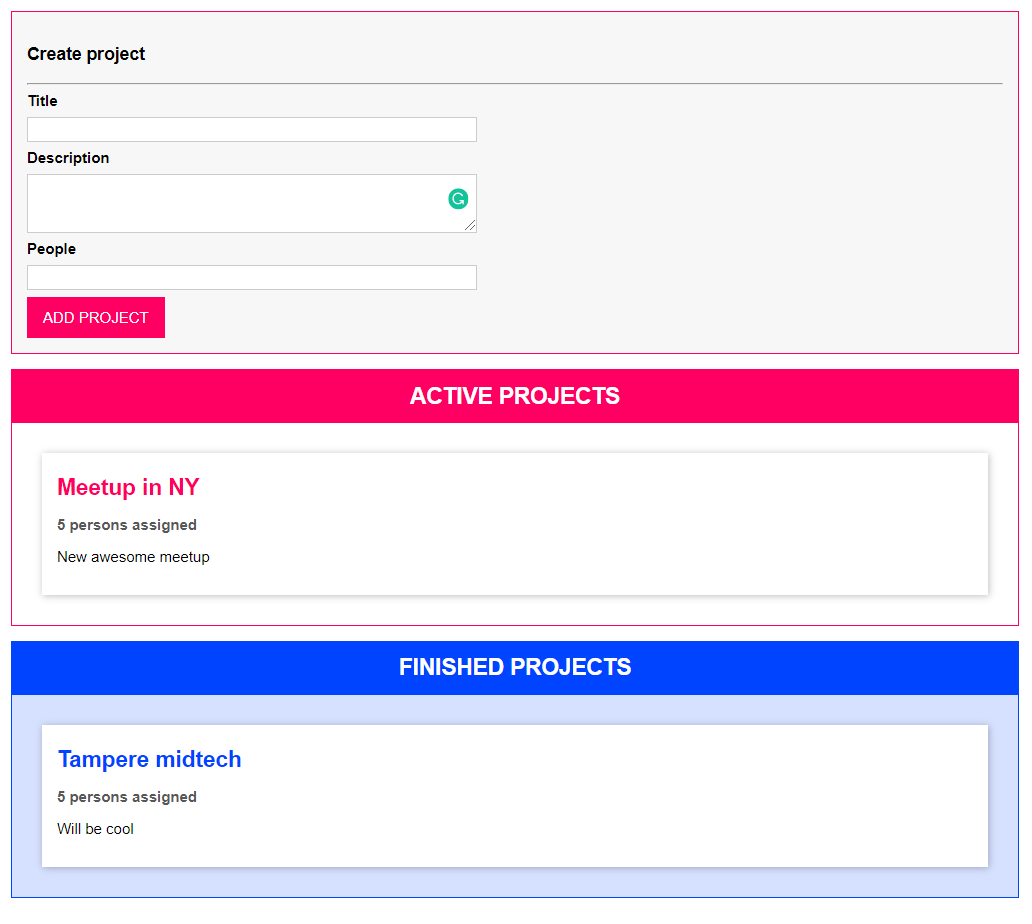 Create project
Title
Description
People
ADD PROJECT
ACTIVE PROJECTS
Meetup in NY
5 persons assigned
New awesome meetup
FINISHED PROJECTS
Tampere midtech
5 persons assigned
Will be cool